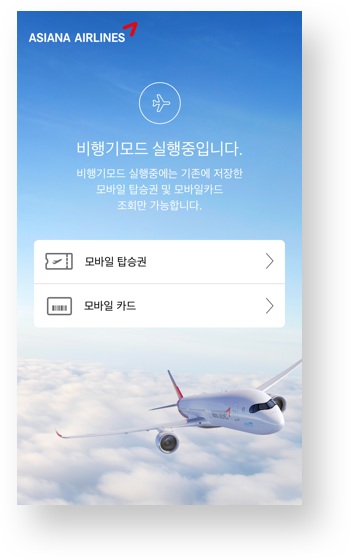 ASIANA AIRLINES
비행기모드 실행중입니다.
비행기모드 실행중에는 기존에 저장한
모바일 탑승권 및 모바일카드
조회만 가능합니다.
모바일 탑승권
모바일 카드